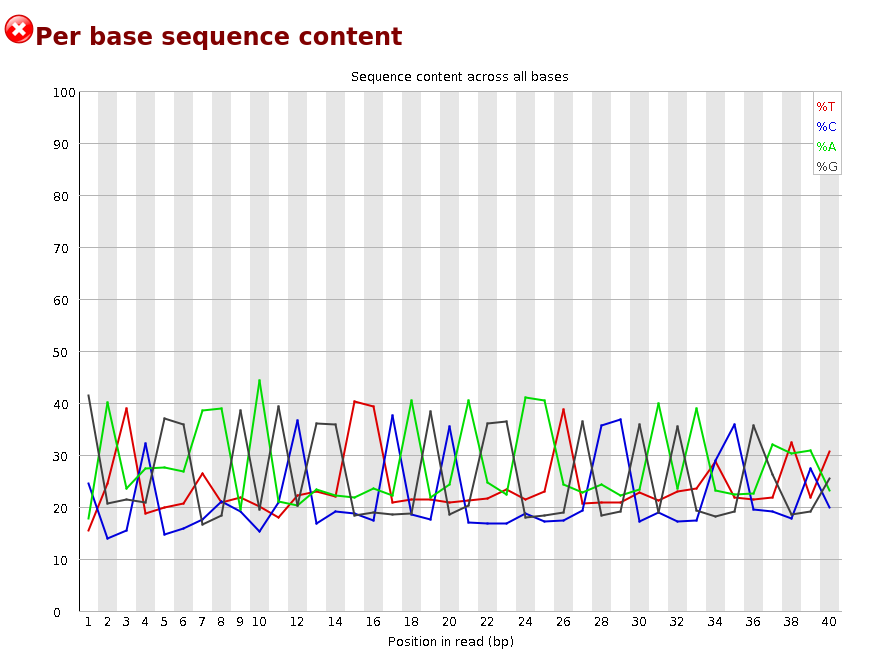 Per base sequence content
Sequence content across all bases
%T
%C
%A
%G
100
90
80
70
60
50
40
30
20
10
0
1 2 3 4 5 6 7 8 9 10 12 14 16 18 20 22 24 26 28 30 32 34 36 38 40
Position in read (bp)